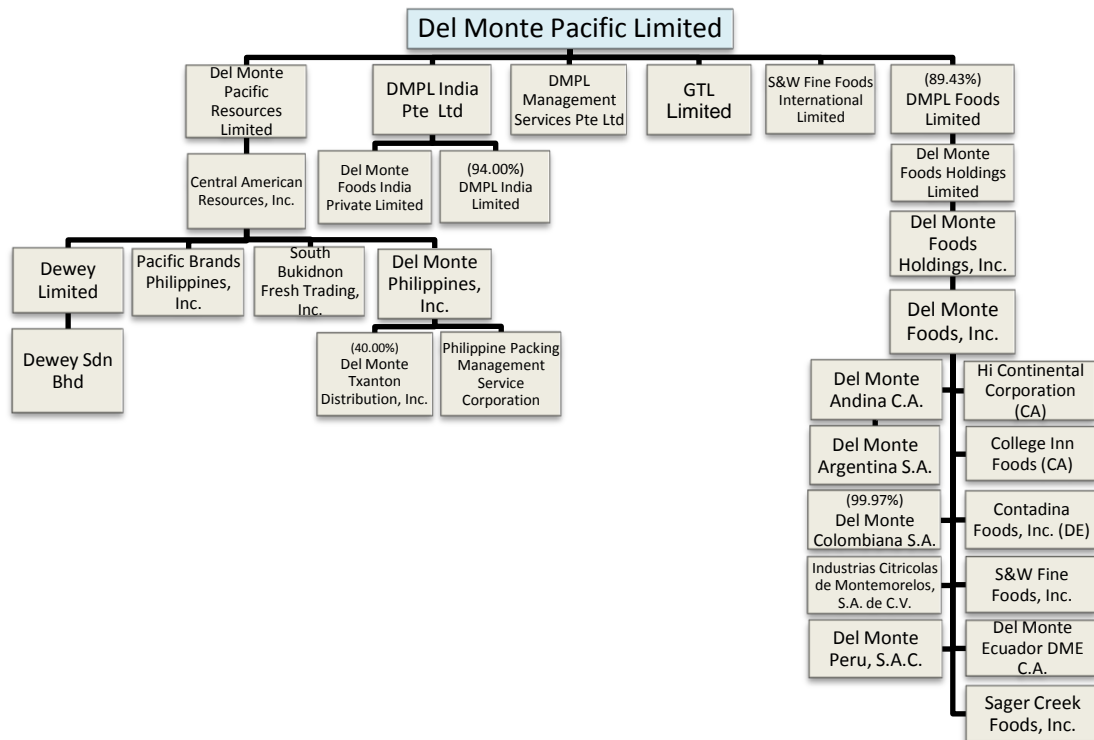 Del Monte Pacific Limited
Del Monte
Pacific
Resources
Limited
DMPL India
Pte Ltd
DMPL
Management
Services Pte Ltd
GTL
Limited
S&W Fine Foods
International
Limited
(89.43%)
DMPL Foods
Limited
Central American
Resources, Inc.
Del Monte
Foods India
Private Limited
(94.00%)
DMPL India
Limited
Del Monte
Foods Holdings
Limited
Del Monte
Foods
Holdings, Inc.
Dewey
Limited
Pacific Brands
Philippines,
Inc.
South
Bukidnon
Fresh Trading,
Inc.
Del Monte
Philippines,
Inc.
Del Monte
Foods, Inc.
Dewey Sdn
Bhd
(40.00%)
Del Monte
Txanton
Distribution, Inc.
Philippine Packing
Management
Service
Corporation
Del Monte
Andina C.A.
Hi Continental
Corporation
(CA)
Del Monte
Argentina S.A.
College Inn
Foods (CA)
(99.97%)
Del Monte
Colombiana S.A.
Contadina
Foods, Inc. (DE)
Industrias Citricolas
de Montemorelos,
S.A. de C.V.
S&W Fine
Foods, Inc.
Del Monte
Peru, S.A.C.
Del Monte
Ecuador DME
C.A.
Sager Creek
Foods, Inc.